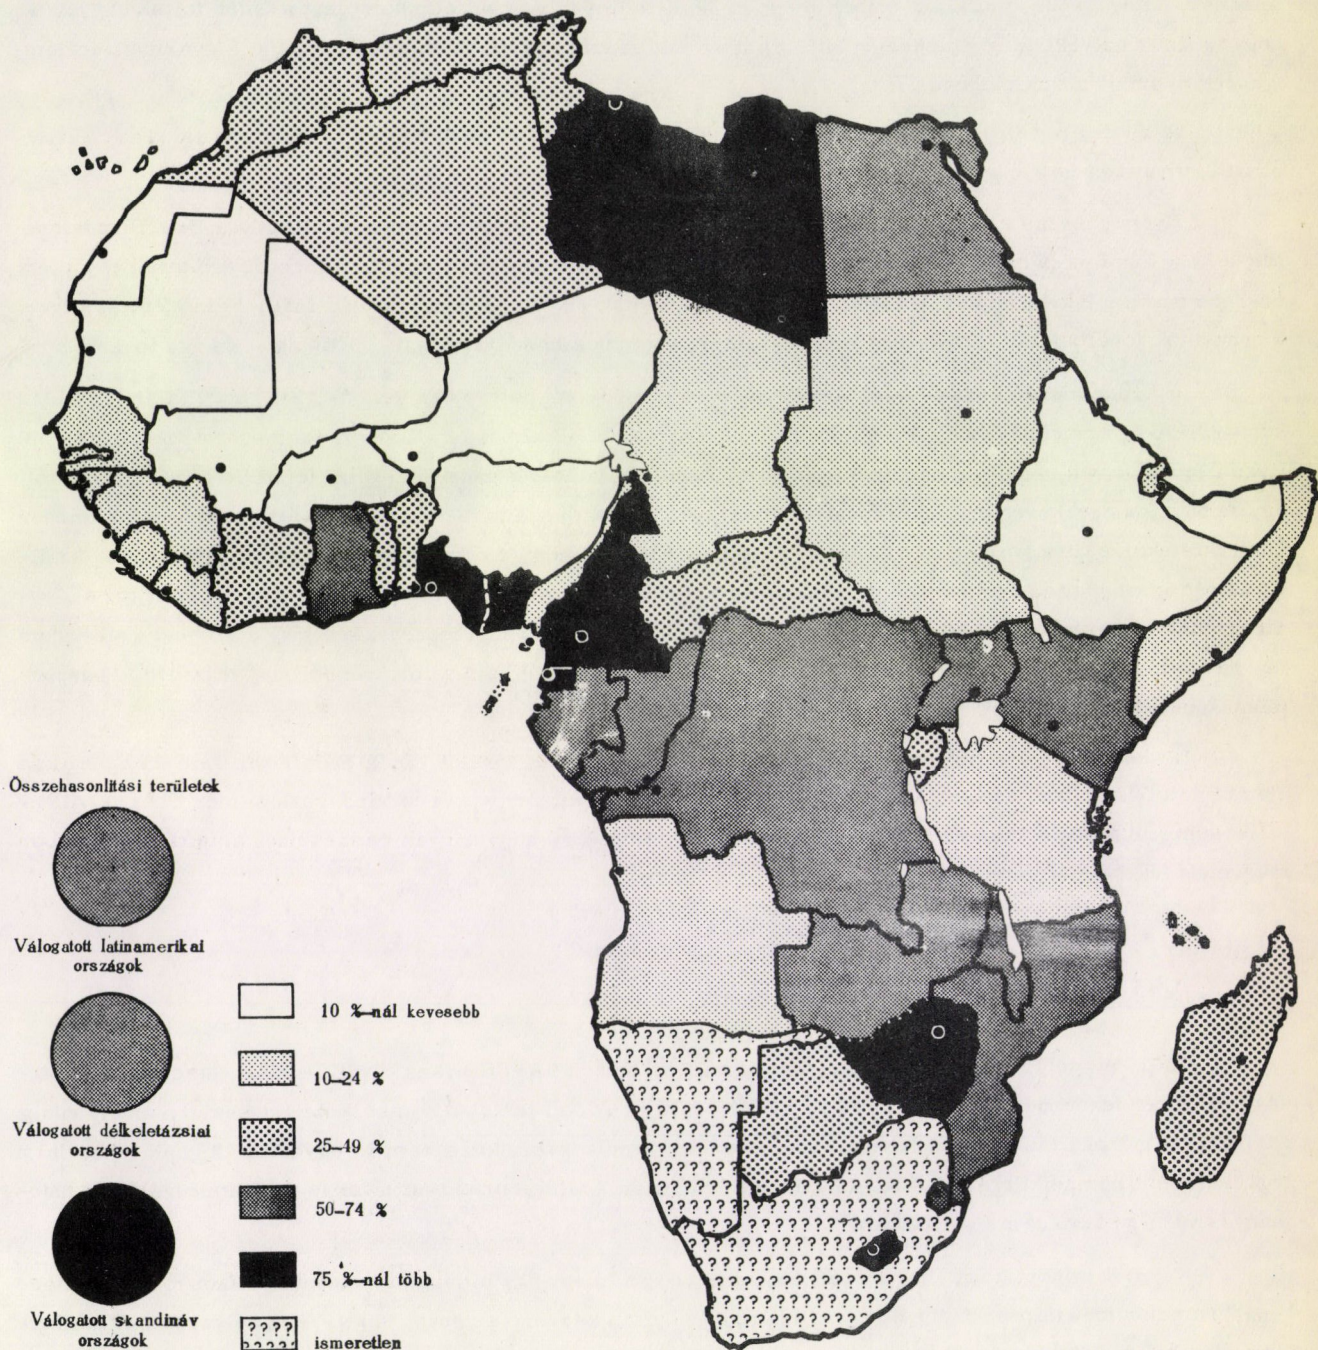 Összehasonlítási területek
Válogatott latinamerikai
országok
Válogatott délkeletázsiai
országok
Válogatott skandináv
országok
10 %-nál kevesebb
10-24 %
25-49 %
50-74 %
75 %-nál több
ismeretlen